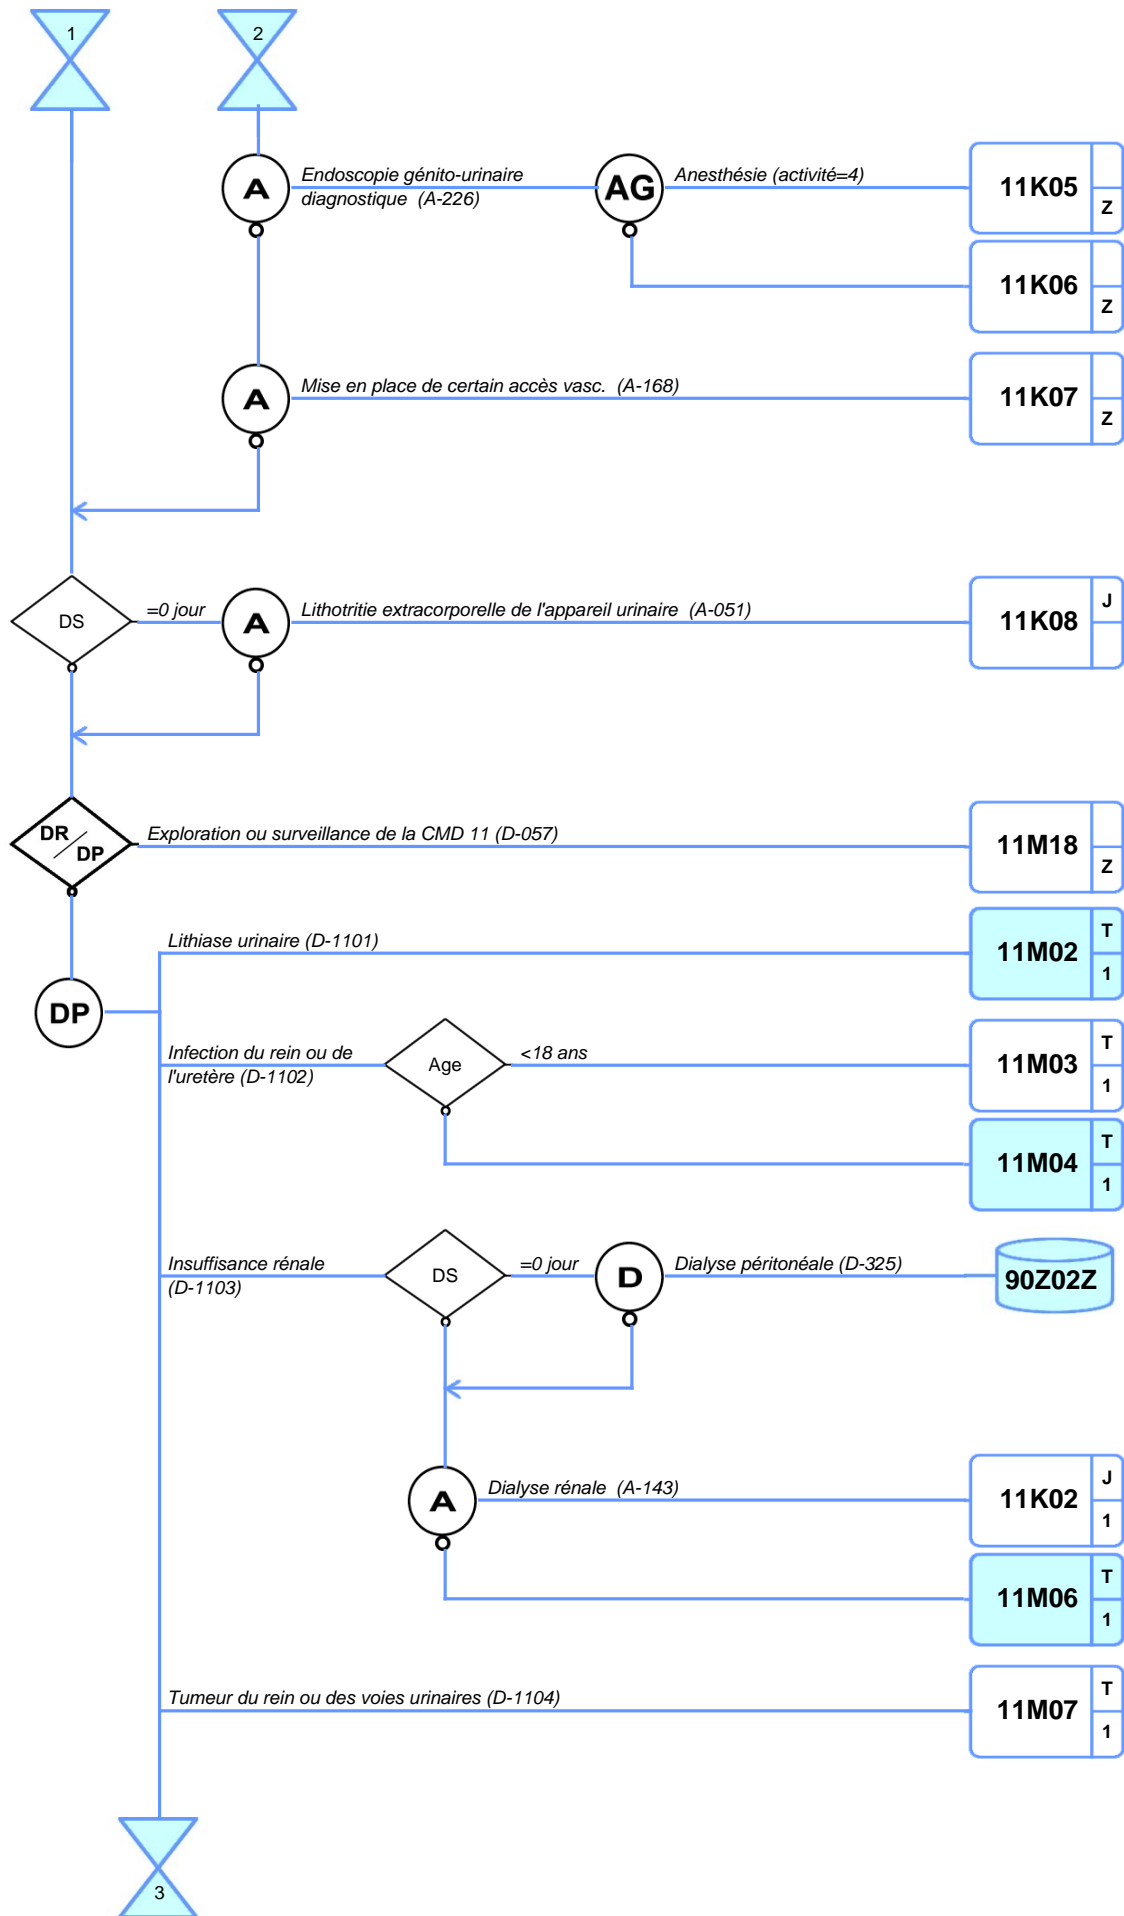 1
2
A
Endoscopie génito-urinaire
diagnostique (A-226)
AG
Anesthésie (activité=4)
11K05
Z
11K06
Z
A
Mise en place de certain accès vasc. (A-168)
11K07
Z
DS
=0 jour
A
Lithotritie extracorporelle de l'appareil urinaire (A-051)
11K08
J
DR
DP
Exploration ou surveillance de la CMD 11 (D-057)
11M18
Z
Lithiase urinaire (D-1101)
11M02
T
1
DP
Infection du rein ou de
l'uretère (D-1102)
Age
<18 ans
11M03
T
1
11M04
T
1
Insuffisance rénale
(D-1103)
DS
=0 jour
D
Dialyse péritonéale (D-325)
90Z02Z
A
Dialyse rénale (A-143)
11K02
J
1
11M06
T
1
Tumeur du rein ou des voies urinaires (D-1104)
11M07
T
1
3